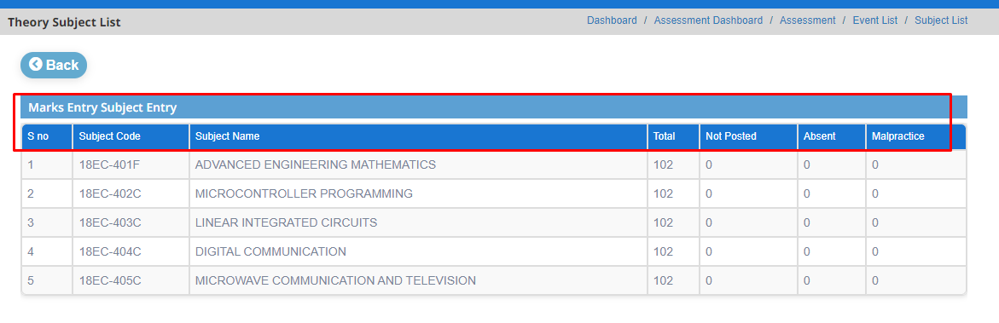 Theory Subject List Dashboard / Assessment Dashboard / Assessment / Event List / Subject List
Back
Marks Entry Subject Entry
S no Subject Code Subject Name Total Not Posted Absent Malpractice
1 18EC-401F ADVANCED ENGINEERING MATHEMATICS 102 0 0 0
2 18EC-402C MICROCONTROLLER PROGRAMMING 102 0 0 0
3 18EC-403C LINEAR INTEGRATED CIRCUITS 102 0 0 0
4 18EC-404C DIGITAL COMMUNICATION 102 0 0 0
5 18EC-405C MICROWAVE COMMUNICATION AND TELEVISION 102 0 0 0